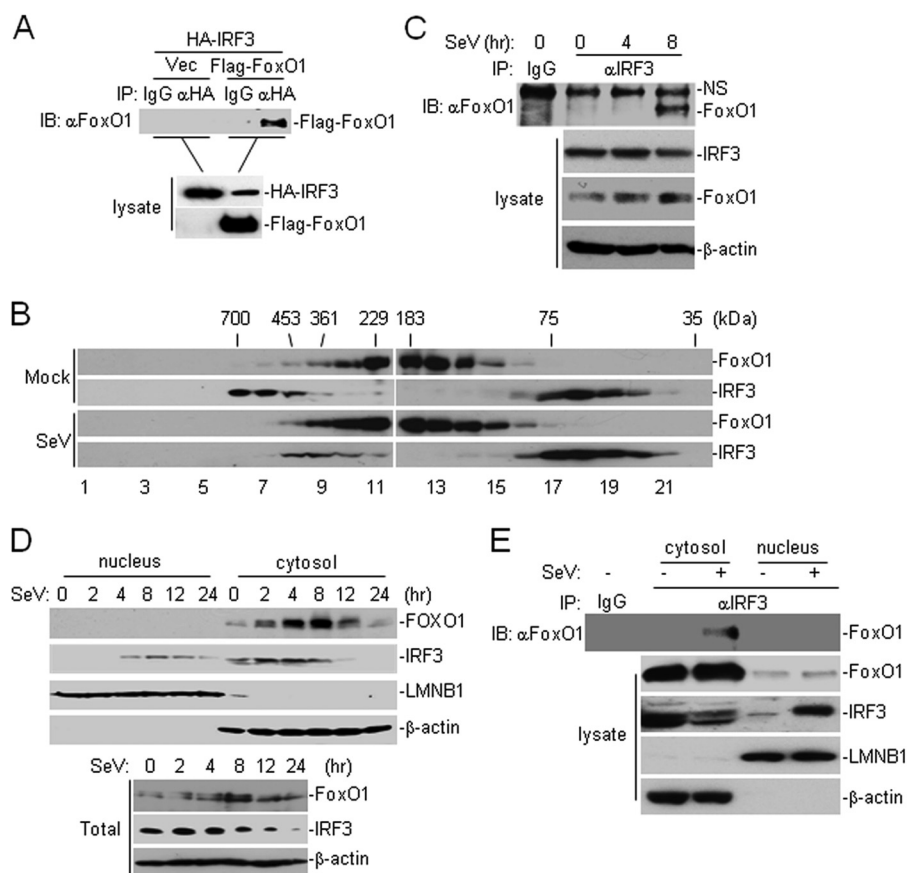 A
HA-IRF3
Vec Flag-FoxO1
IP: IgG αHA IgG αHA
IB: αFoxO1 -Flag-FoxO1
-HA-IRF3
lysate
-Flag-FoxO1
C
SeV (hr): 0 0 4 8
IP: IgG αIRF3
-NS
IB: αFoxO1 -FoxO1
-IRF3
lysate -FoxO1
-β-actin
B
700 453 361 229 183 75 35 (kDa)
Mock -FoxO1
-IRF3
SeV -FoxO1
-IRF3
1 3 5 7 9 11 13 15 17 19 21
D
nucleus cytosol
SeV: 0 2 4 8 12 24 0 2 4 8 12 24 (hr)
-FOXO1
-IRF3
-LMNB1
-β-actin
SeV: 0 2 4 8 12 24 (hr)
-FoxO1
Total -IRF3
-β-actin
E
cytosol nucleus
SeV: - - + - +
IP: IgG αIRF3
IB: αFoxO1 -FoxO1
-FoxO1
lysate -IRF3
-LMNB1
-β-actin